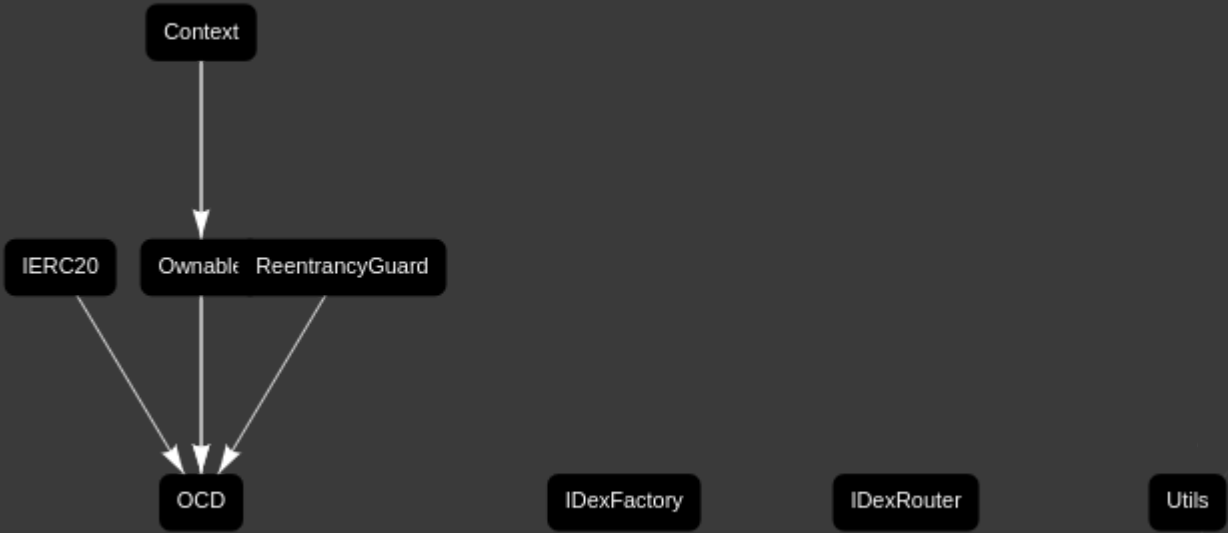 Context
IERC20
Ownable
ReentrancyGuard
OCD
IDexFactory
IDexRouter
Utils